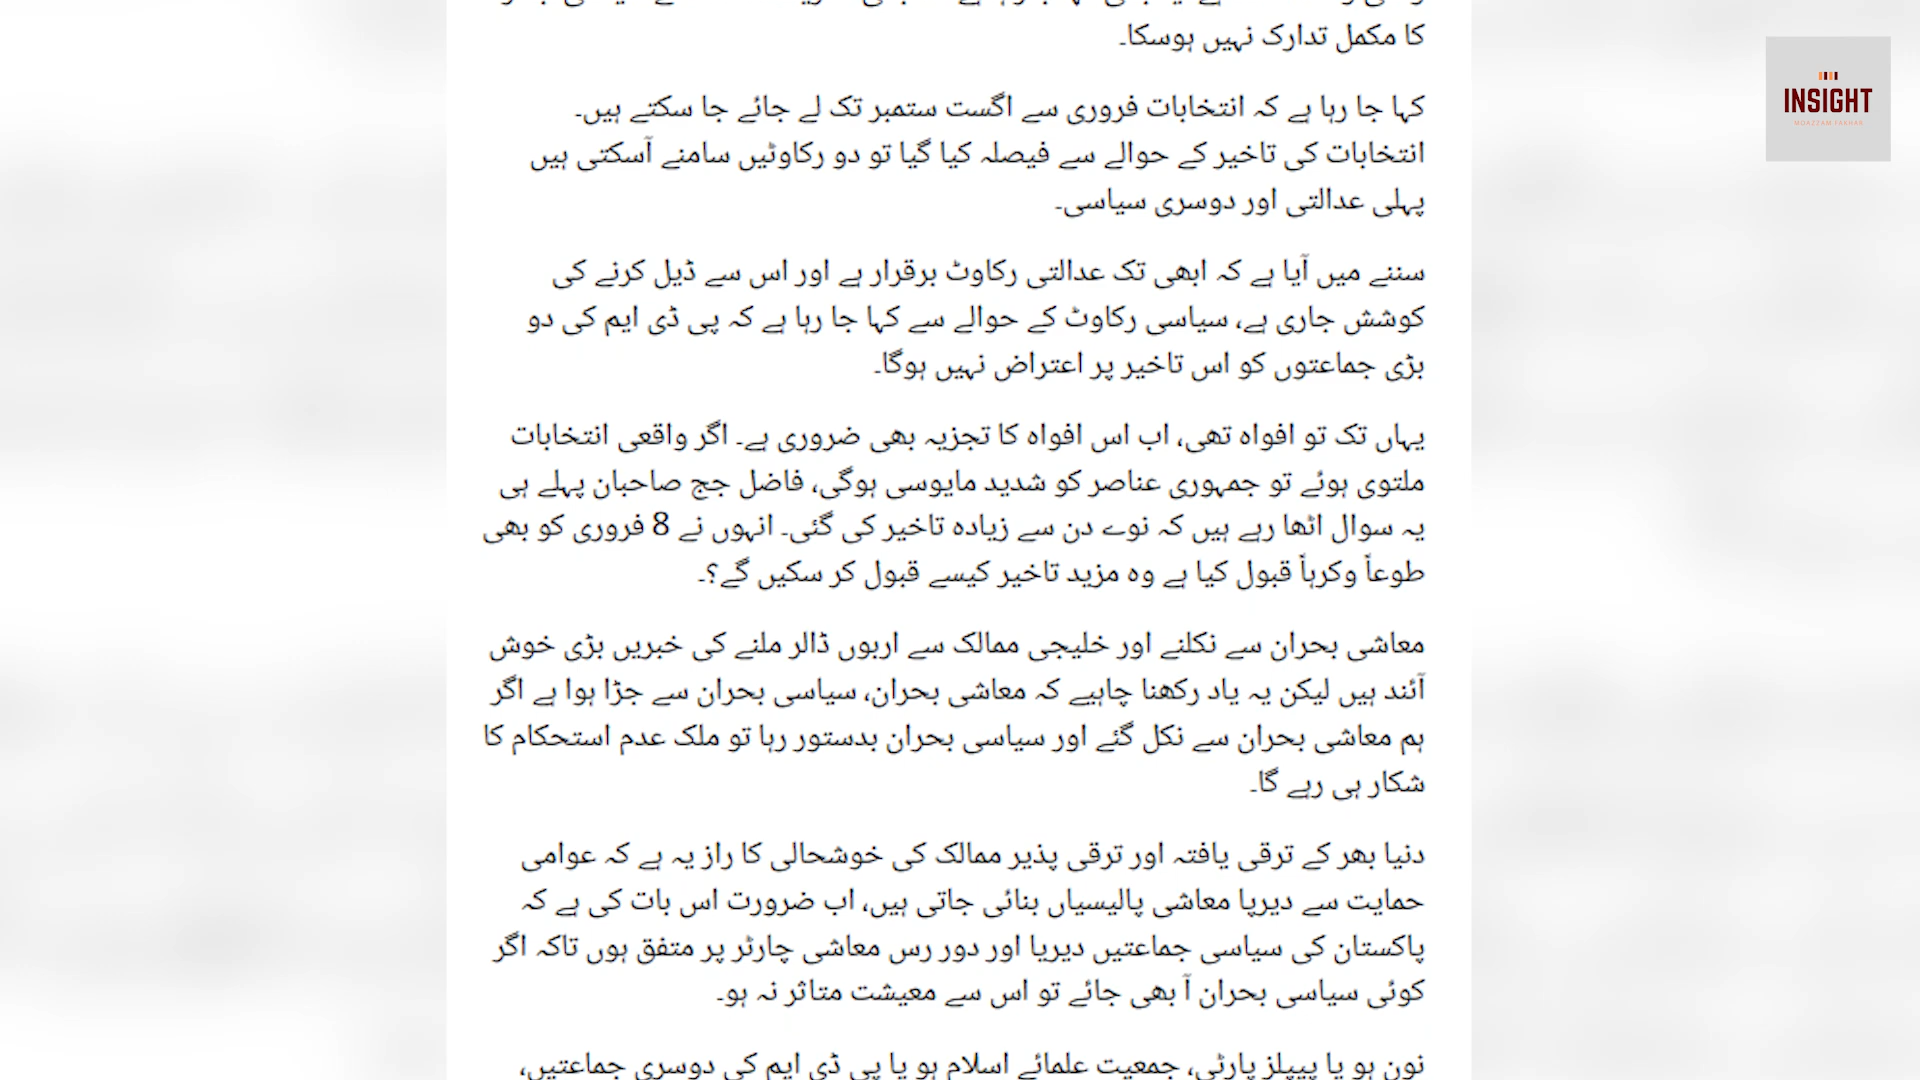 کا مکمل تدارک نہیں ہوسکا۔
کہا جا رہا ہے کہ انتخابات فروری سے اگست ستمبر تک لے جائے جا سکتے ہیں۔
انتخابات کی تاخیر کے حوالے سے فیصلہ کیا گیا تو دو رکاوٹیں سامنے آسکتی ہیں
پہلی عدالتی اور دوسری سیاسی۔
سننے میں آیا ہے کہ ابھی تک عدالتی رکاوٹ برقرار ہے اور اس سے ڈیل کرنے کی
کوشش جاری ہے، سیاسی رکاوٹ کے حوالے سے کہا جا رہا ہے کہ پی ڈی ایم کی دو
بڑی جماعتوں کو اس تاخیر پر اعتراض نہیں ہوگا۔
یہاں تک تو افواہ تھی، اب اس افواہ کا تجزیہ بھی ضروری ہے۔ اگر واقعی انتخابات
ملتوی ہوئے تو جمہوری عناصر کو شدید مایوسی ہوگی، فاضل جج صاحبان پہلے ہی
یہ سوال اٹھا رہے ہیں کہ نوے دن سے زیادہ تاخیر کی گئی۔ انہوں نے 8 فروری کو بھی
طوعاً وکرہاً قبول کیا ہے وہ مزید تاخیر کیسے قبول کر سکیں گے؟۔
معاشی بحران سے نکلنے اور خلیجی ممالک سے اربوں ڈالر ملنے کی خبریں بڑی خوش
آئند ہیں لیکن یہ یاد رکھنا چاہیے کہ معاشی بحران، سیاسی بحران سے جڑا ہوا ہے اگر
ہم معاشی بحران سے نکل گئے اور سیاسی بحران بدستور رہا تو ملک عدم استحکام کا
شکار ہی رہے گا۔
دنیا بھر کے ترقی یافتہ اور ترقی پذیر ممالک کی خوشحالی کا راز یہ ہے کہ عوامی
حمایت سے دیرپا معاشی پالیسیاں بنائی جاتی ہیں، اب ضرورت اس بات کی ہے کہ
پاکستان کی سیاسی جماعتیں دیرپا اور دور رس معاشی چارٹر پر متفق ہوں تاکہ اگر
کوئی سیاسی بحران آ بھی جائے تو اس سے معیشت متاثر نہ ہو۔
نون ہو یا پیپلز پارٹی، جمعیت علمائے اسلام ہو یا پی ڈی ایم کی دوسری جماعتیں،
INSIGHT
MOAZZAM FAKHAR